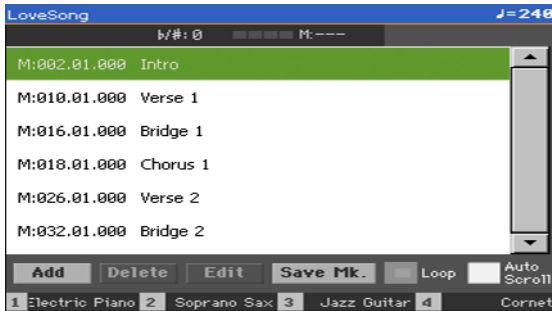 LoveSong ♩=240
♭/#:0 M:---
M:002.01.000 Intro
M:010.01.000 Verse 1
M:016.01.000 Bridge 1
M:018.01.000 Chorus 1
M:026.01.000 Verse 2
M:032.01.000 Bridge 2
Add Delete Edit Save Mk. Loop Auto Scroll
1 Electric Piano 2 Soprano Sax 3 Jazz Guitar 4 Cornet